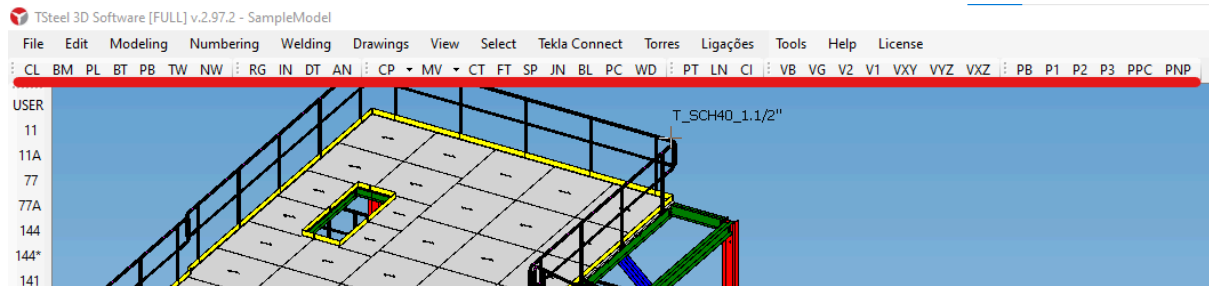 TSteel 3D Software [FULL] v.2.97.2 - SampleModel
File Edit Modeling Numbering Welding Drawings View Select Tekla Connect Torres Ligações Tools Help License
CL BM PL BT PB TW NW RG IN DT AN CP MV CT FT SP JN BL PC WD PT LN CI VB VG V2 V1 VXY VYZ VXZ PB P1 P2 P3 PPC PNP
USER
T_SCH40_1.1/2"
11
11A
77
77A
144
144*
141